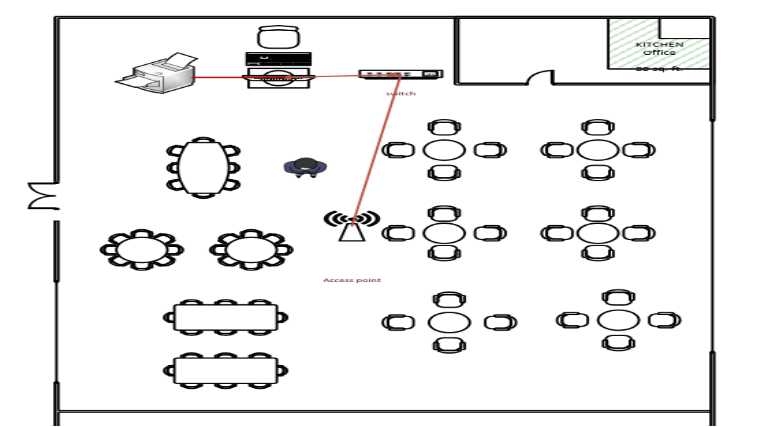 KITCHEN
Office
switch
Access point